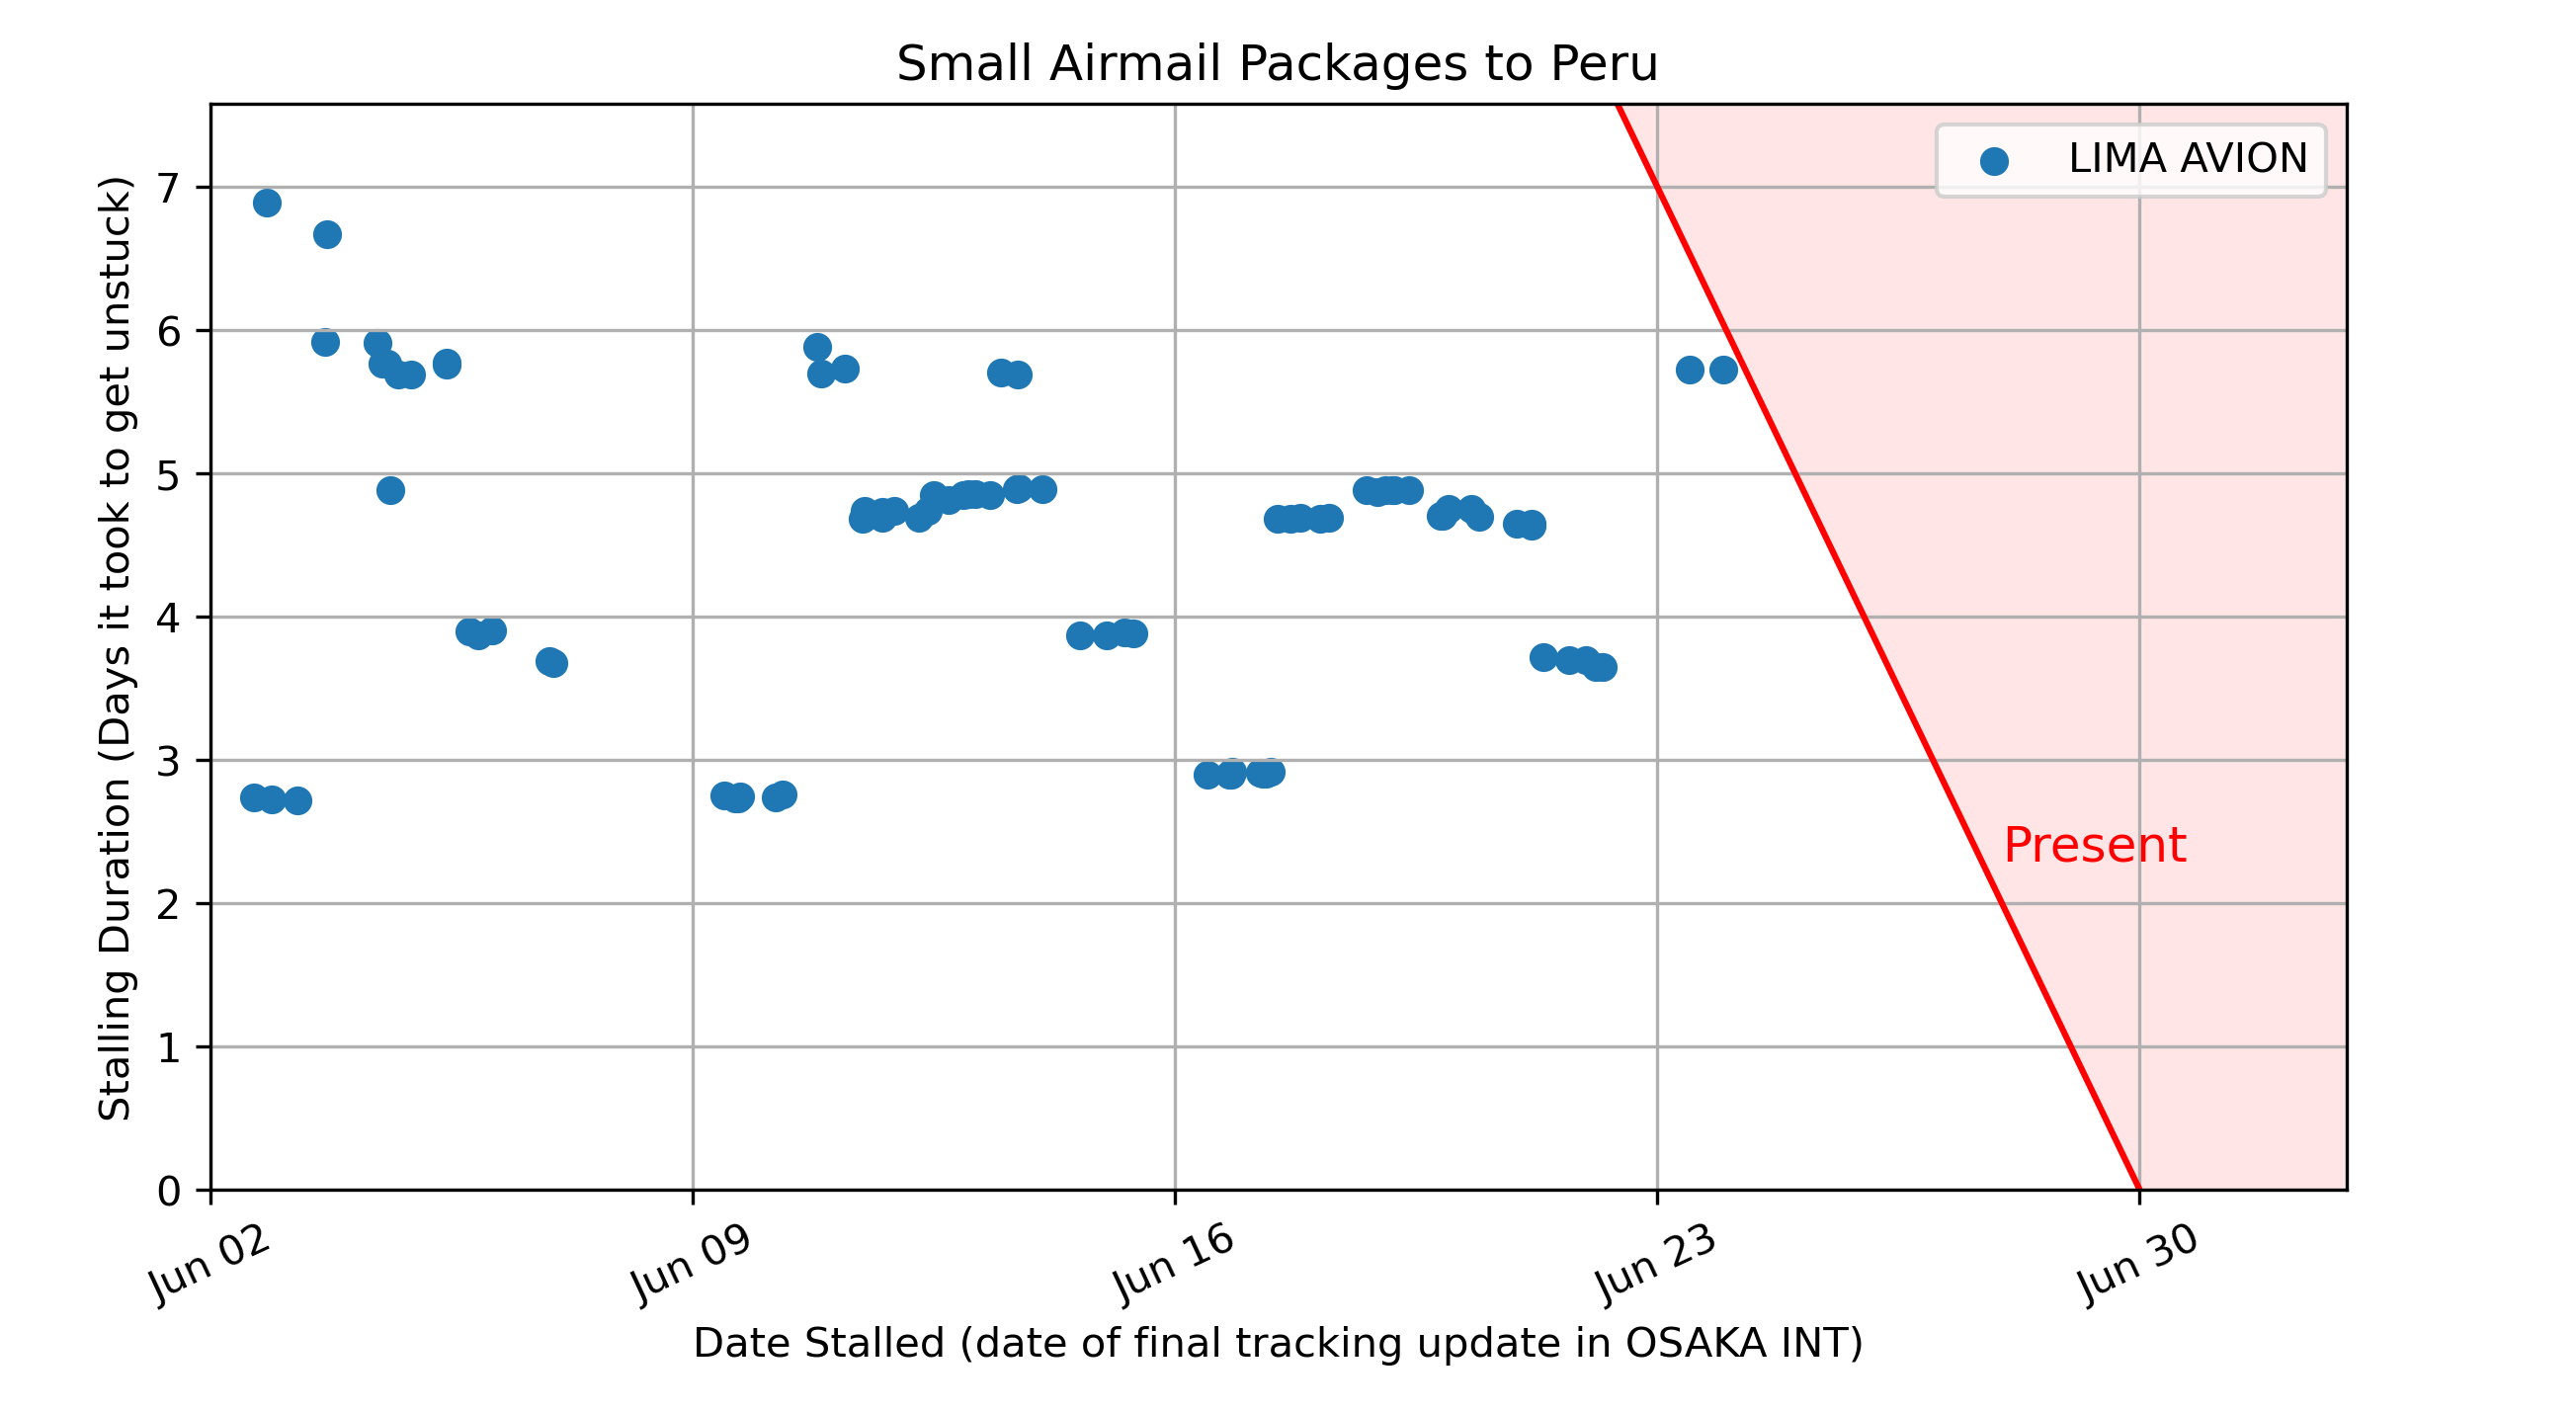 Small Airmail Packages to Peru
Stalling Duration (Days it took to get unstuck)
7
6
5
4
3
2
1
0
LIMA AVION
Present
Jun 02
Jun 09
Jun 16
Jun 23
Jun 30
Date Stalled (date of final tracking update in OSAKA INT)